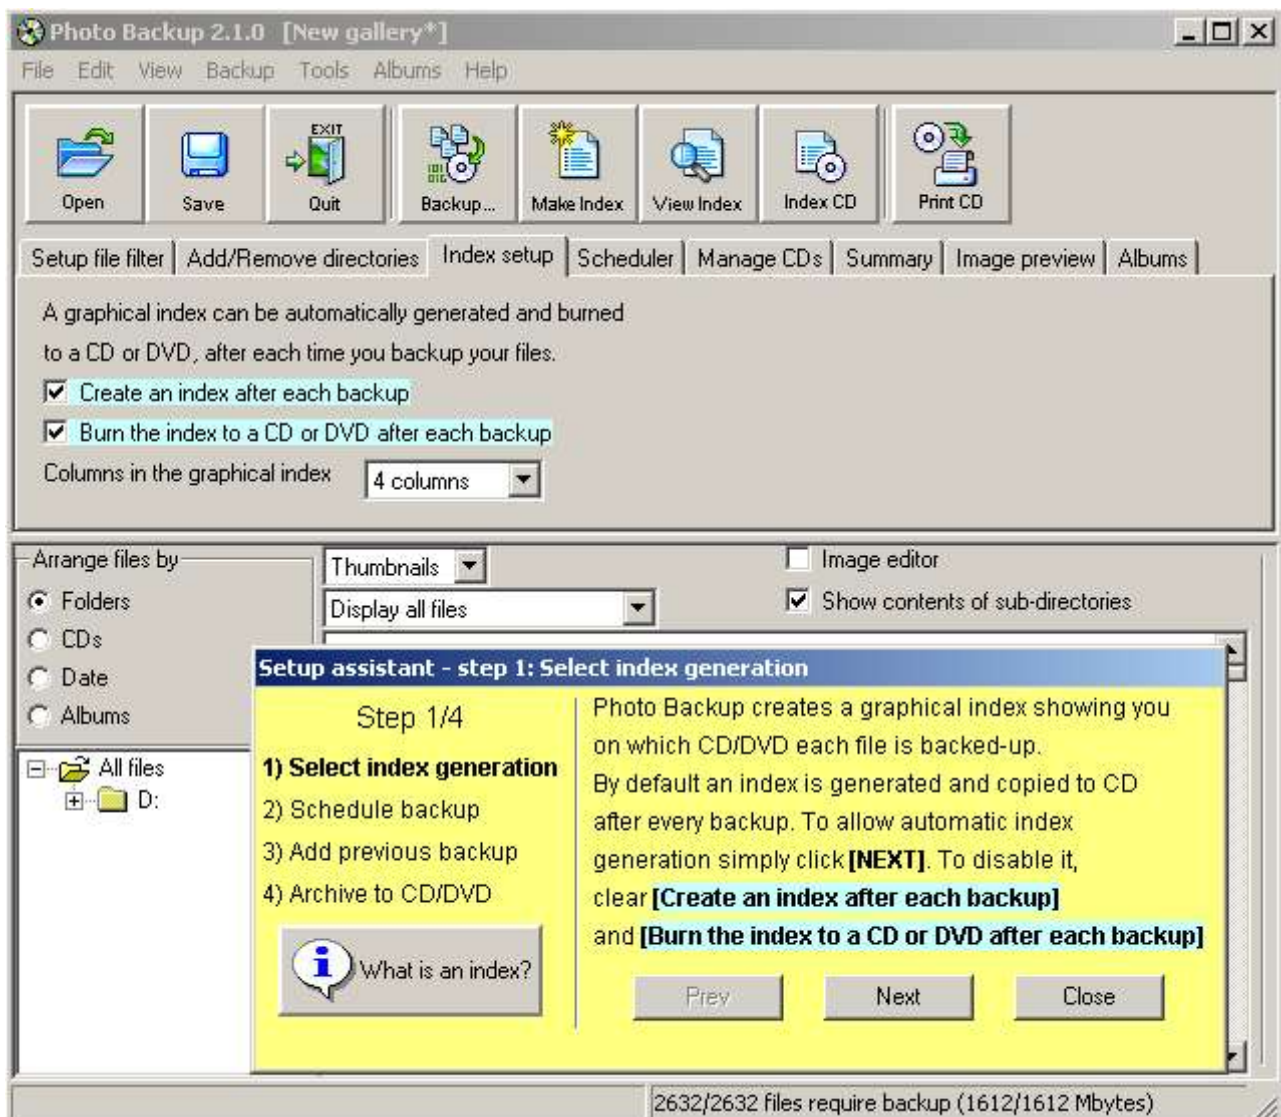 Photo Backup 2.1.0 [New gallery*]
File Edit View Backup Tools Albums Help
EXIT
Open Save Quit Backup... Make Index View Index Index CD Print CD
Setup file filter Add/Remove directories Index setup Scheduler Manage CDs Summary Image preview Albums
A graphical index can be automatically generated and burned
to a CD or DVD, after each time you backup your files.
Create an index after each backup
Burn the index to a CD or DVD after each backup
Columns in the graphical index 4 columns
Arrange files by
Folders
CDs
Date
Albums
Thumbnails
Display all files
Image editor
Show contents of sub-directories
All files
D:
Setup assistant - step 1: Select index generation
Step 1/4
1) Select index generation
2) Schedule backup
3) Add previous backup
4) Archive to CD/DVD
What is an index?
Photo Backup creates a graphical index showing you
on which CD/DVD each file is backed-up.
By default an index is generated and copied to CD
after every backup. To allow automatic index
generation simply click [NEXT]. To disable it,
clear [Create an index after each backup]
and [Burn the index to a CD or DVD after each backup]
Prev Next Close
2632/2632 files require backup (1612/1612 Mbytes)